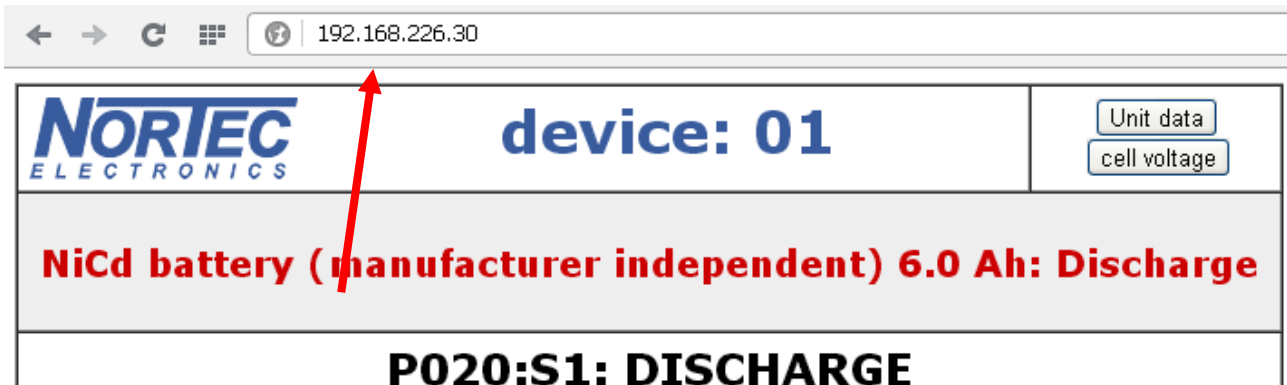 192.168.226.30
NORTEC
ELECTRONICS
device: 01
Unit data
cell voltage
NiCd battery (manufacturer independent) 6.0 Ah: Discharge
P020:S1: DISCHARGE